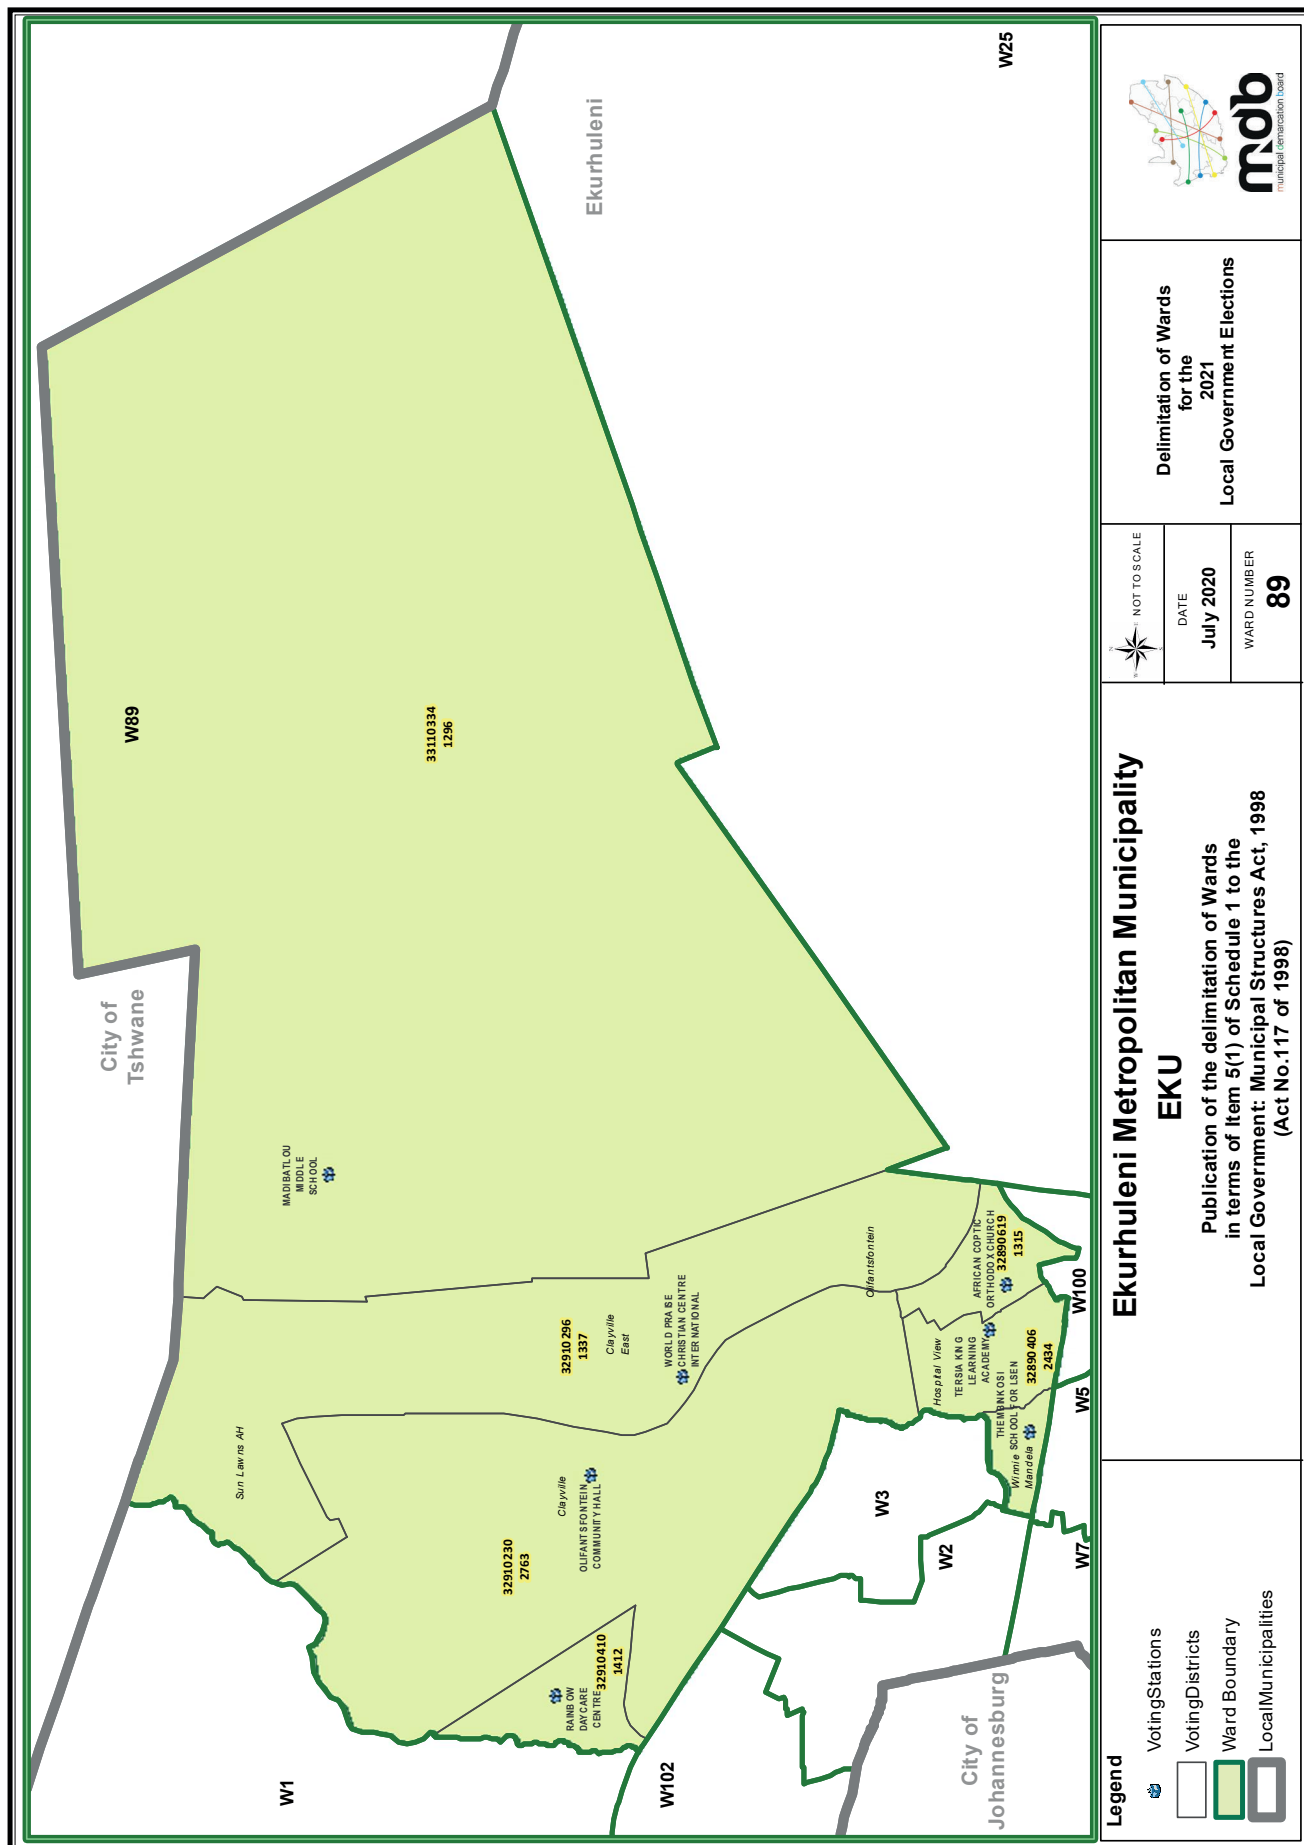 W25
Ekurhuleni
W89
33110334
1296
City of
Tshwane
MADIBATLOU
MIDDLE
SCHOOL
Olifantsfontein
AFRICAN COPTIC
ORTHODOX CHURCH
32890619
1315
W100
32910296
1337
Clayville
East
WORLD PRAISE
CHRISTIAN CENTRE
INTERNATIONAL
Hospital View
TERSIA KING
LEARNING
ACADEMY
32890406
2434
THEMBINKOSI
SCHOOL FOR LSEN
Winnie
Mandela
W5
Sun Lawns AH
Clayville
OLIFANTSFONTEIN
COMMUNITY HALL
32910230
2763
W3
W2
W7
RAINBOW
DAYCARE
CENTRE
32910410
1412
W1
W102
City of
Johannesburg
Legend
VotingStations
VotingDistricts
Ward Boundary
LocalMunicipalities
Ekurhuleni Metropolitan Municipality
EKU
Publication of the delimitation of Wards
in terms of Item 5(1) of Schedule 1 to the
Local Government: Municipal Structures Act, 1998
(Act No.117 of 1998)
N
W
E
S
NOT TO SCALE
DATE
July 2020
WARD NUMBER
89
Delimitation of Wards
for the
2021
Local Government Elections
mdb
municipal demarcation board